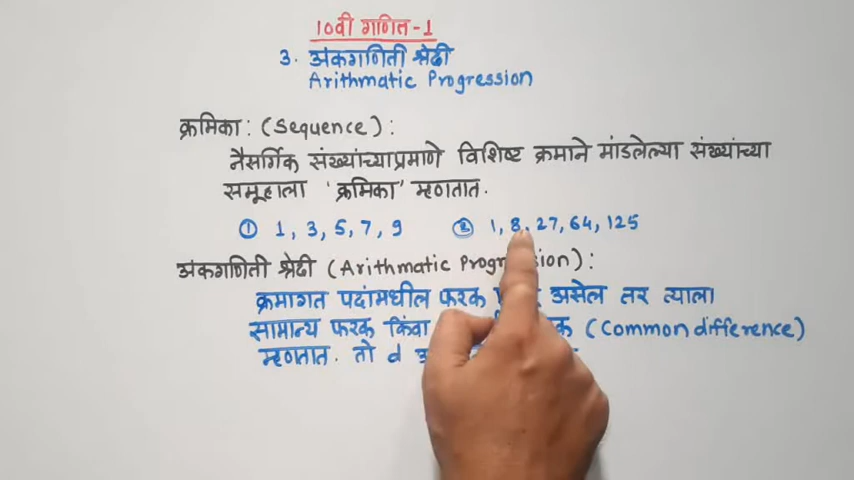 10वी गणित-1
3. अंकगणिती श्रेढी
Arithmatic Progression
क्रमिका: (Sequence):
नैसर्गिक संख्यांच्याप्रमाणे विशिष्ट क्रमाने मांडलेल्या संख्यांच्या
समूहाला 'क्रमिका' म्हणतात.
① 1, 3, 5, 7, 9 ② 1, 8, 27, 64, 125
अंकगणिती श्रेढी (Arithmatic):
क्रमागत पदांमधील फरक असेल तर त्याला
सामान्य फरक किंवा (Common difference)
म्हणतात. तो d